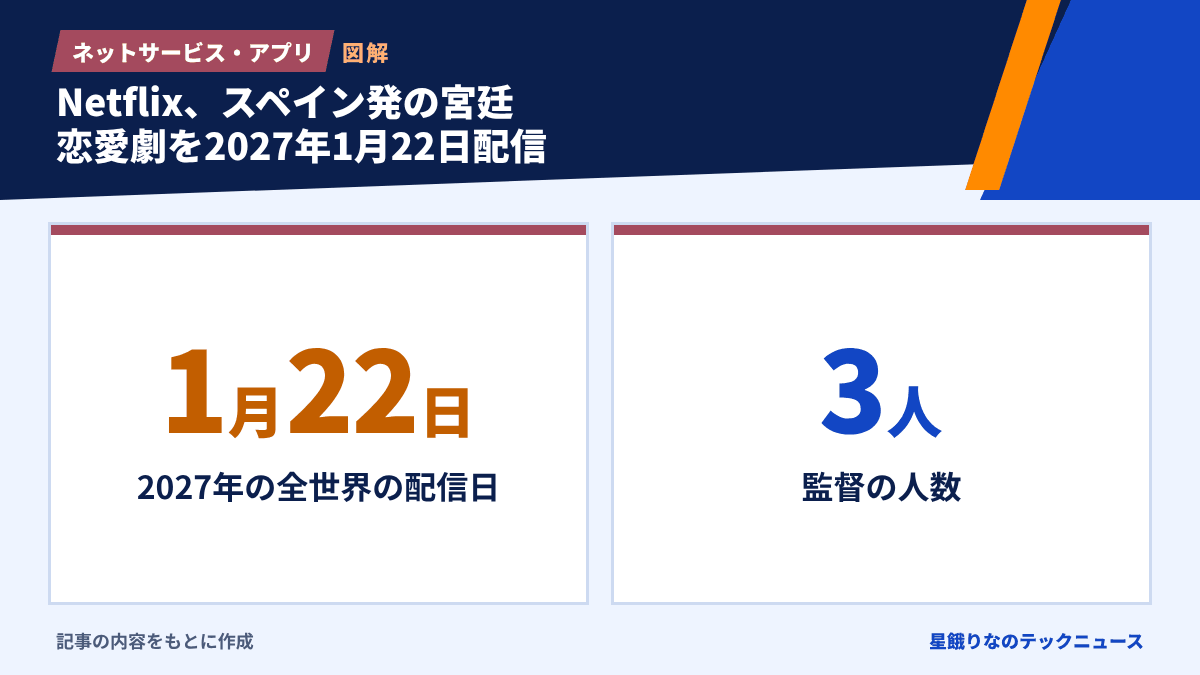 ネットサービス・アプリ 図解
Netflix、スペイン発の宮廷
恋愛劇を2027年1月22日配信
1月22日
2027年の全世界の配信日
3人
監督の人数
記事の内容をもとに作成
星餓りなのテックニュース